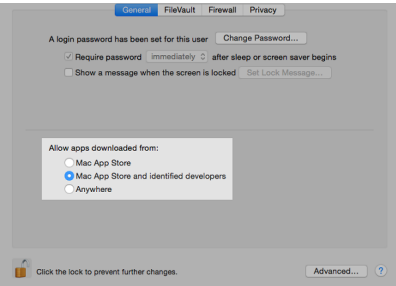 General FileVault Firewall Privacy
A login password has been set for this user Change Password...
Require password immediately after sleep or screen saver begins
Show a message when the screen is locked Set Lock Message...
Allow apps downloaded from:
Mac App Store
Mac App Store and identified developers
Anywhere
Click the lock to prevent further changes. Advanced... ?